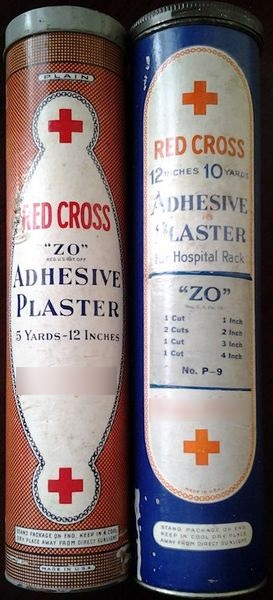 PLAIN
RED CROSS
"ZO"
REG. U.S. PAT. OFF.
ADHESIVE
PLASTER
5 YARDS-12 INCHES
STAND PACKAGE ON END. KEEP IN A COOL
DRY PLACE AWAY FROM DIRECT SUNLIGHT
MADE IN U.S.A.
RED CROSS
12 INCHES 10 YARDS
ADHESIVE
PLASTER
For Hospital Rack
"ZO"
1 Cut 1 Inch
2 Cuts 2 Inch
1 Cut 3 Inch
1 Cut 4 Inch
No. P-9
MADE IN U.S.A.
STAND PACKAGE ON END.
KEEP IN COOL DRY PLACE
AWAY FROM DIRECT SUNLIGHT